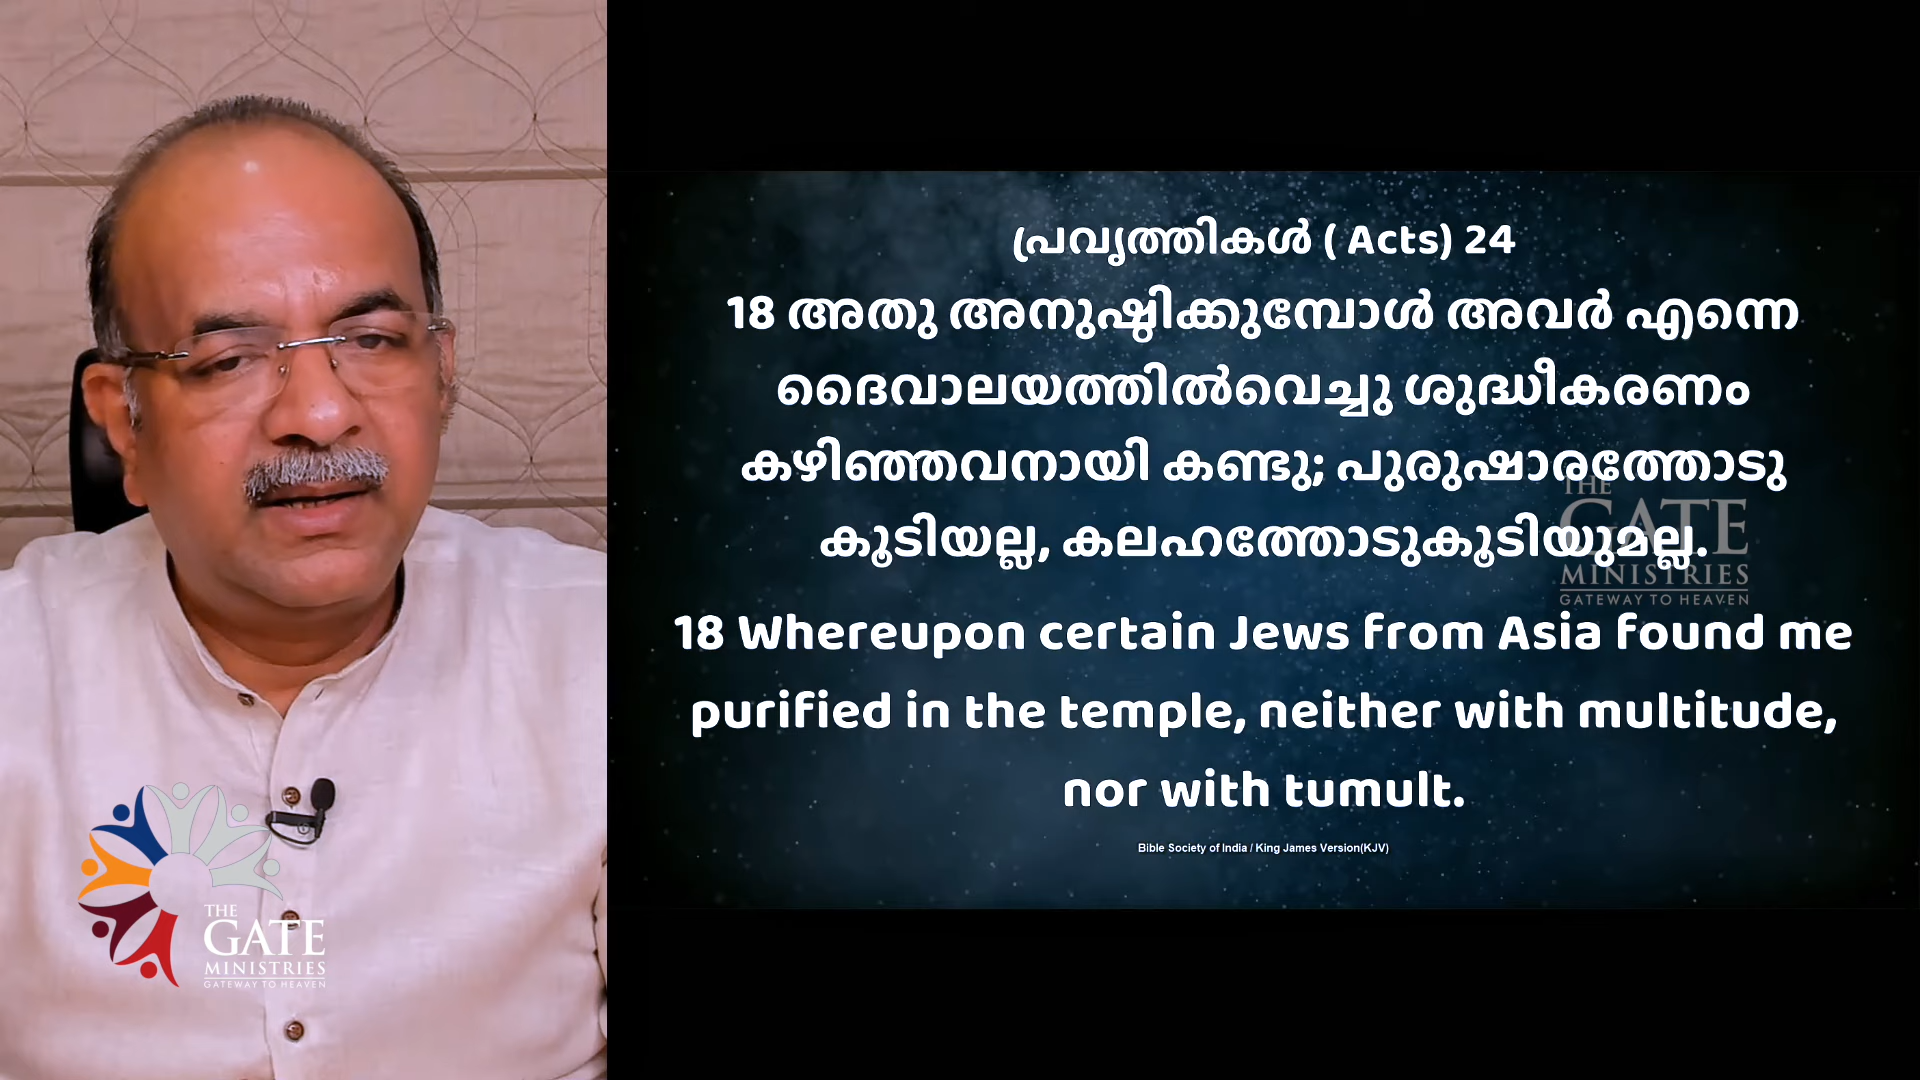 പ്രവൃത്തികൾ ( Acts) 24
18 അതു അനുഷ്ഠിക്കുമ്പോൾ അവർ എന്നെ
ദൈവാലയത്തിൽവെച്ചു ശുദ്ധീകരണം
കഴിഞ്ഞവനായി കണ്ടു; പുരുഷാരത്തോടു
കൂടിയല്ല, കലഹത്തോടുകൂടിയുമല്ല.
THE
GATE
MINISTRIES
GATEWAY TO HEAVEN
18 Whereupon certain Jews from Asia found me
purified in the temple, neither with multitude,
nor with tumult.
Bible Society of India / King James Version(KJV)
THE
GATE
MINISTRIES
GATEWAY TO HEAVEN